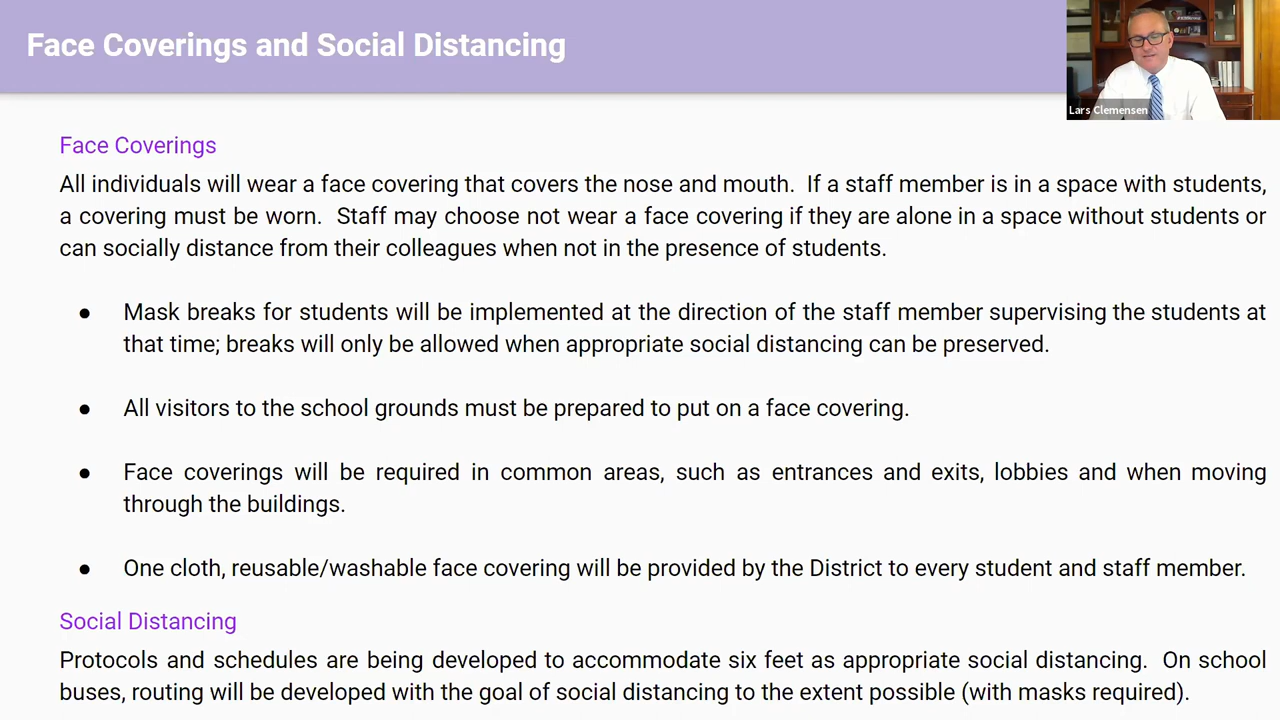 Face Coverings and Social Distancing
Lars Clemensen
Face Coverings
All individuals will wear a face covering that covers the nose and mouth.  If a staff member is in a space with students,
a covering must be worn.  Staff may choose not wear a face covering if they are alone in a space without students or
can socially distance from their colleagues when not in the presence of students.
● Mask breaks for students will be implemented at the direction of the staff member supervising the students at
that time; breaks will only be allowed when appropriate social distancing can be preserved.
● All visitors to the school grounds must be prepared to put on a face covering.
● Face coverings will be required in common areas, such as entrances and exits, lobbies and when moving
through the buildings.
● One cloth, reusable/washable face covering will be provided by the District to every student and staff member.
Social Distancing
Protocols and schedules are being developed to accommodate six feet as appropriate social distancing.  On school
buses, routing will be developed with the goal of social distancing to the extent possible (with masks required).